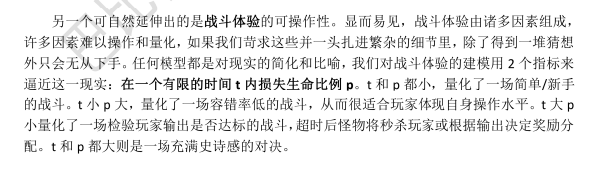 另一个可自然延伸出的是战斗体验的可操作性。显而易见，战斗体验由诸多因素组成，
许多因素难以操作和量化，如果我们苛求这些并一头扎进繁杂的细节里，除了得到一堆猜想
外只会无从下手。任何模型都是对现实的简化和比喻，我们对战斗体验的建模用 2 个指标来
逼近这一现实：在一个有限的时间 t 内损失生命比例 p。t 和 p 都小，量化了一场简单/新手
的战斗。t 小 p 大，量化了一场容错率低的战斗，从而很适合玩家体现自身操作水平。t 大 p
小量化了一场检验玩家输出是否达标的战斗，超时后怪物将秒杀玩家或根据输出决定奖励分
配。t 和 p 都大则是一场充满史诗感的对决。